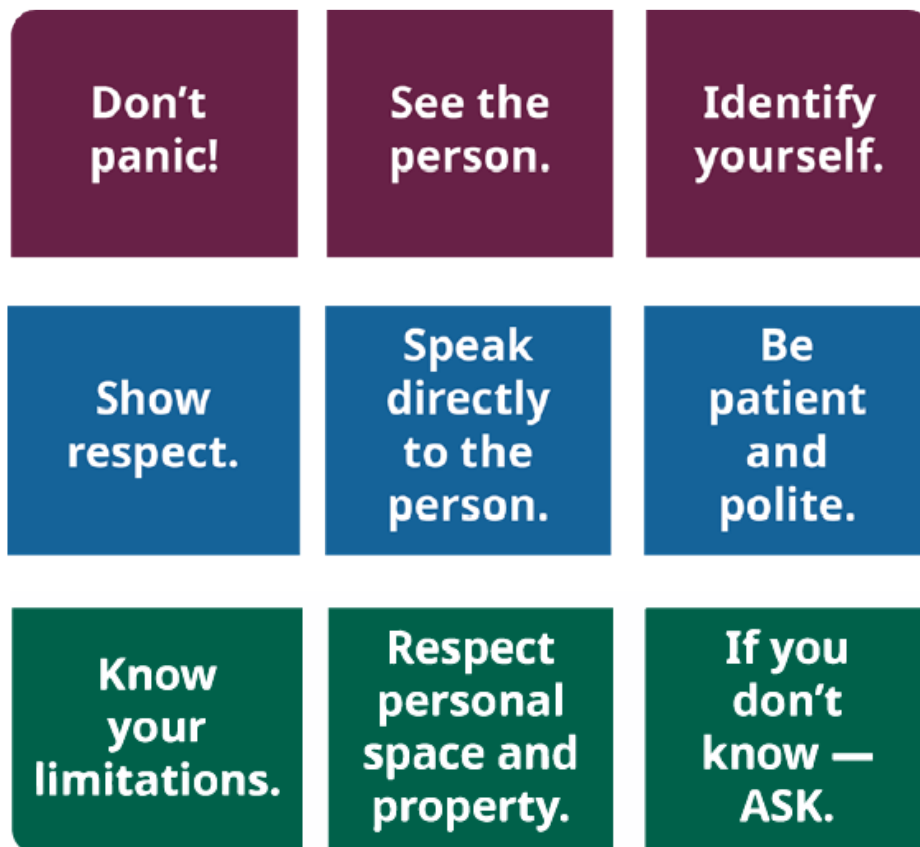 Don’t
panic!
See the
person.
Identify
yourself.
Show
respect.
Speak
directly
to the
person.
Be
patient
and
polite.
Know
your
limitations.
Respect
personal
space and
property.
If you
don’t
know —
ASK.